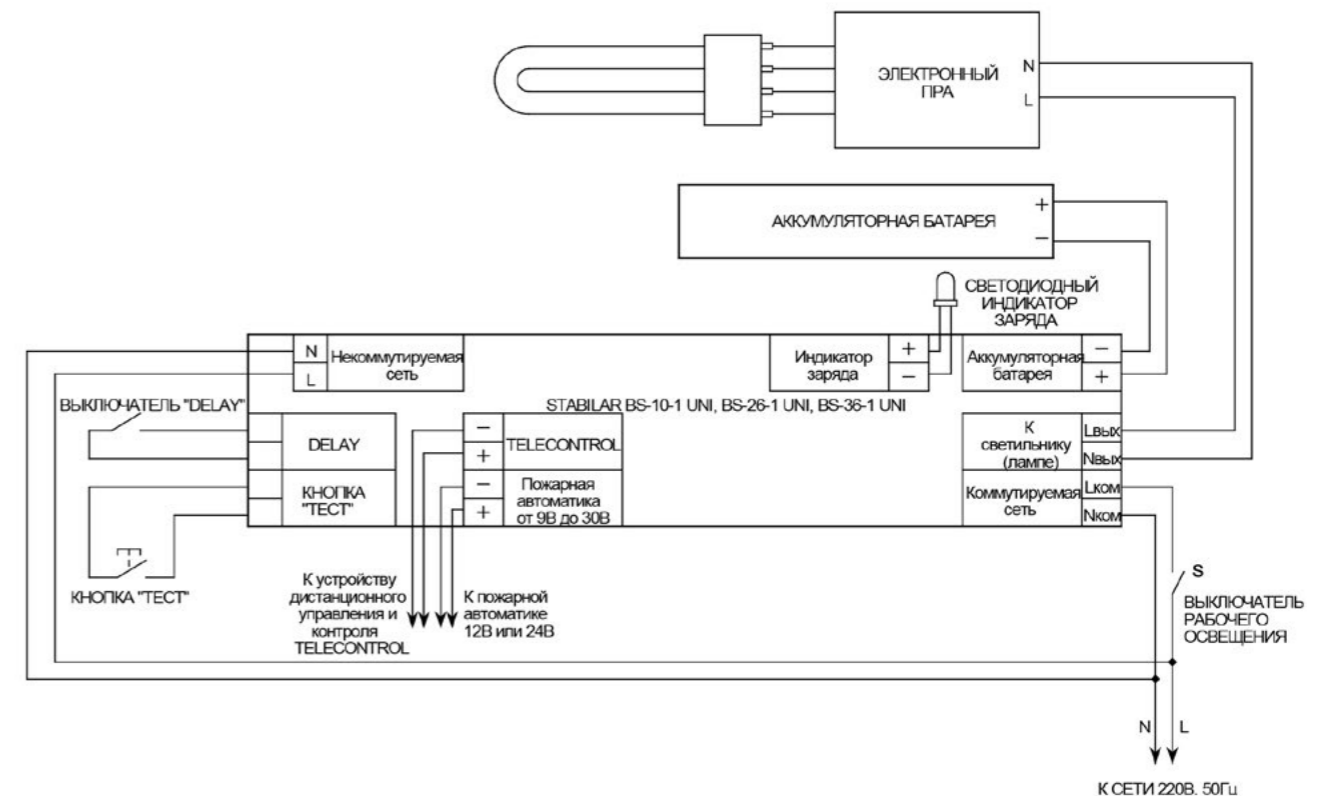 ЭЛЕКТРОННЫЙ
ПРА
N
L
АККУМУЛЯТОРНАЯ БАТАРЕЯ
+
−
СВЕТОДИОДНЫЙ
ИНДИКАТОР
ЗАРЯДА
N
L
Некоммутируемая
сеть
Индикатор
заряда
+
−
Аккумуляторная
батарея
−
+
ВЫКЛЮЧАТЕЛЬ "DELAY"
STABILAR BS-10-1 UNI, BS-26-1 UNI, BS-36-1 UNI
DELAY
КНОПКА
"ТЕСТ"
−
+
TELECONTROL
−
+
Пожарная
автоматика
от 9В до 30В
К
светильнику
(лампе)
Lвых
Nвых
Коммутируемая
сеть
Lком
Nком
КНОПКА "ТЕСТ"
К устройству
дистанционного
управления и
контроля
TELECONTROL
К пожарной
автоматике
12В или 24В
S
ВЫКЛЮЧАТЕЛЬ
РАБОЧЕГО
ОСВЕЩЕНИЯ
N
L
К СЕТИ 220В, 50Гц